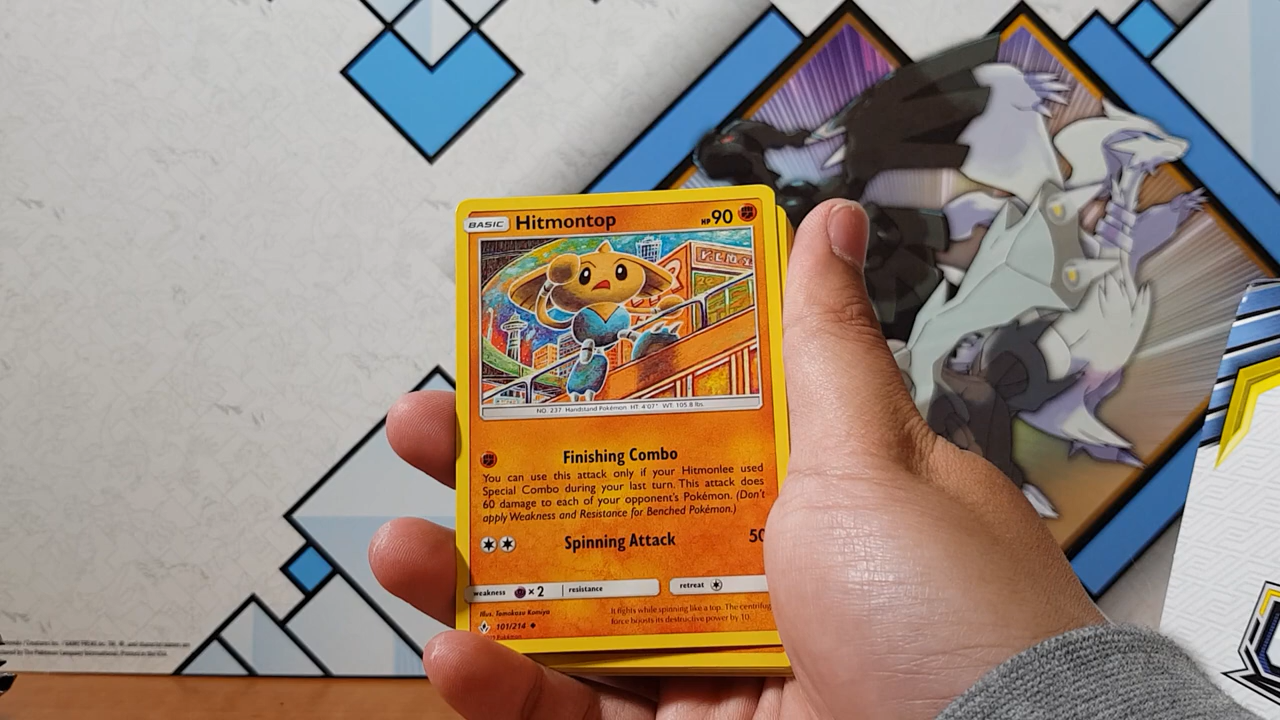 BASIC Hitmontop HP 90
NO. 237 Handstand Pokémon HT: 4'07" WT: 105.8 lbs.
Finishing Combo
You can use this attack only if your Hitmonlee used
Special Combo during your last turn. This attack does
60 damage to each of your opponent's Pokémon. (Don't
apply Weakness and Resistance for Benched Pokémon.)
Spinning Attack 50
weakness ×2 resistance retreat
Illus. Tomokazu Komiya
It fights while spinning like a top. The centrifug
force boosts its destructive power by 10.
101/214
Pokémon